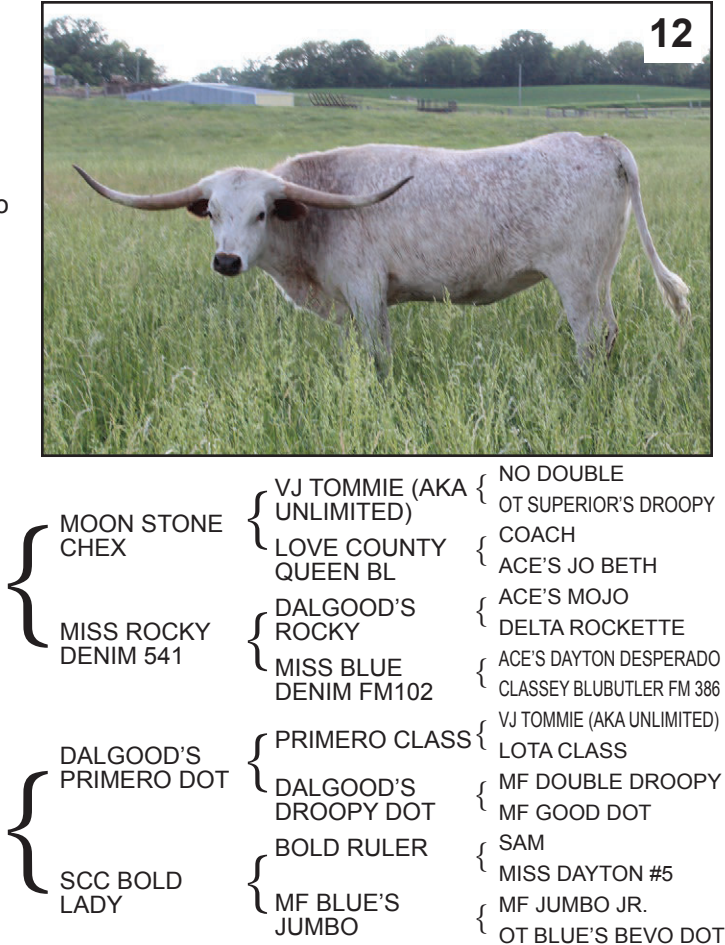 12
o
MOON STONE
CHEX
MISS ROCKY
DENIM 541
DALGOOD'S
PRIMERO DOT
SCC BOLD
LADY
VJ TOMMIE (AKA
UNLIMITED)
LOVE COUNTY
QUEEN BL
DALGOOD'S
ROCKY
MISS BLUE
DENIM FM102
PRIMERO CLASS
DALGOOD'S
DROOPY DOT
BOLD RULER
MF BLUE'S
JUMBO
NO DOUBLE
OT SUPERIOR'S DROOPY
COACH
ACE'S JO BETH
ACE'S MOJO
DELTA ROCKETTE
ACE'S DAYTON DESPERADO
CLASSEY BLUBUTLER FM 386
VJ TOMMIE (AKA UNLIMITED)
LOTA CLASS
MF DOUBLE DROOPY
MF GOOD DOT
SAM
MISS DAYTON #5
MF JUMBO JR.
OT BLUE'S BEVO DOT